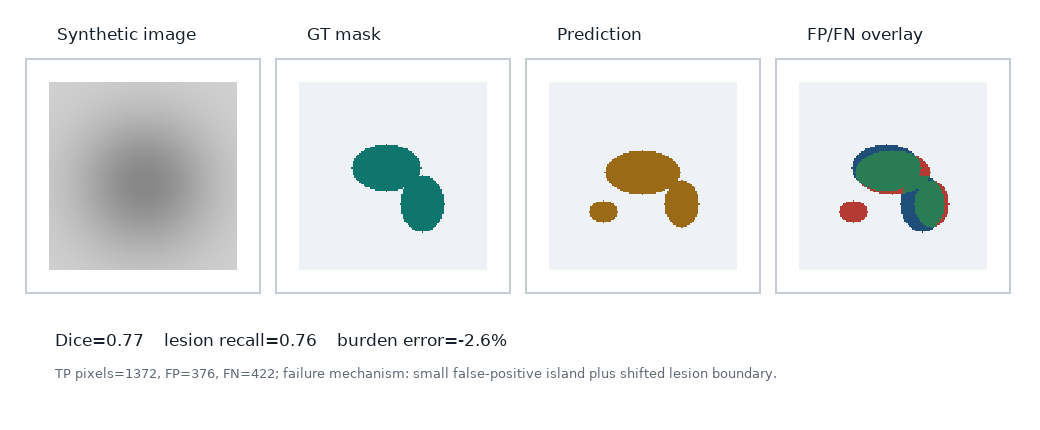 Synthetic image    GT mask    Prediction    FP/FN overlay
Dice=0.77    lesion recall=0.76    burden error=-2.6%
TP pixels=1372, FP=376, FN=422; failure mechanism: small false-positive island plus shifted lesion boundary.